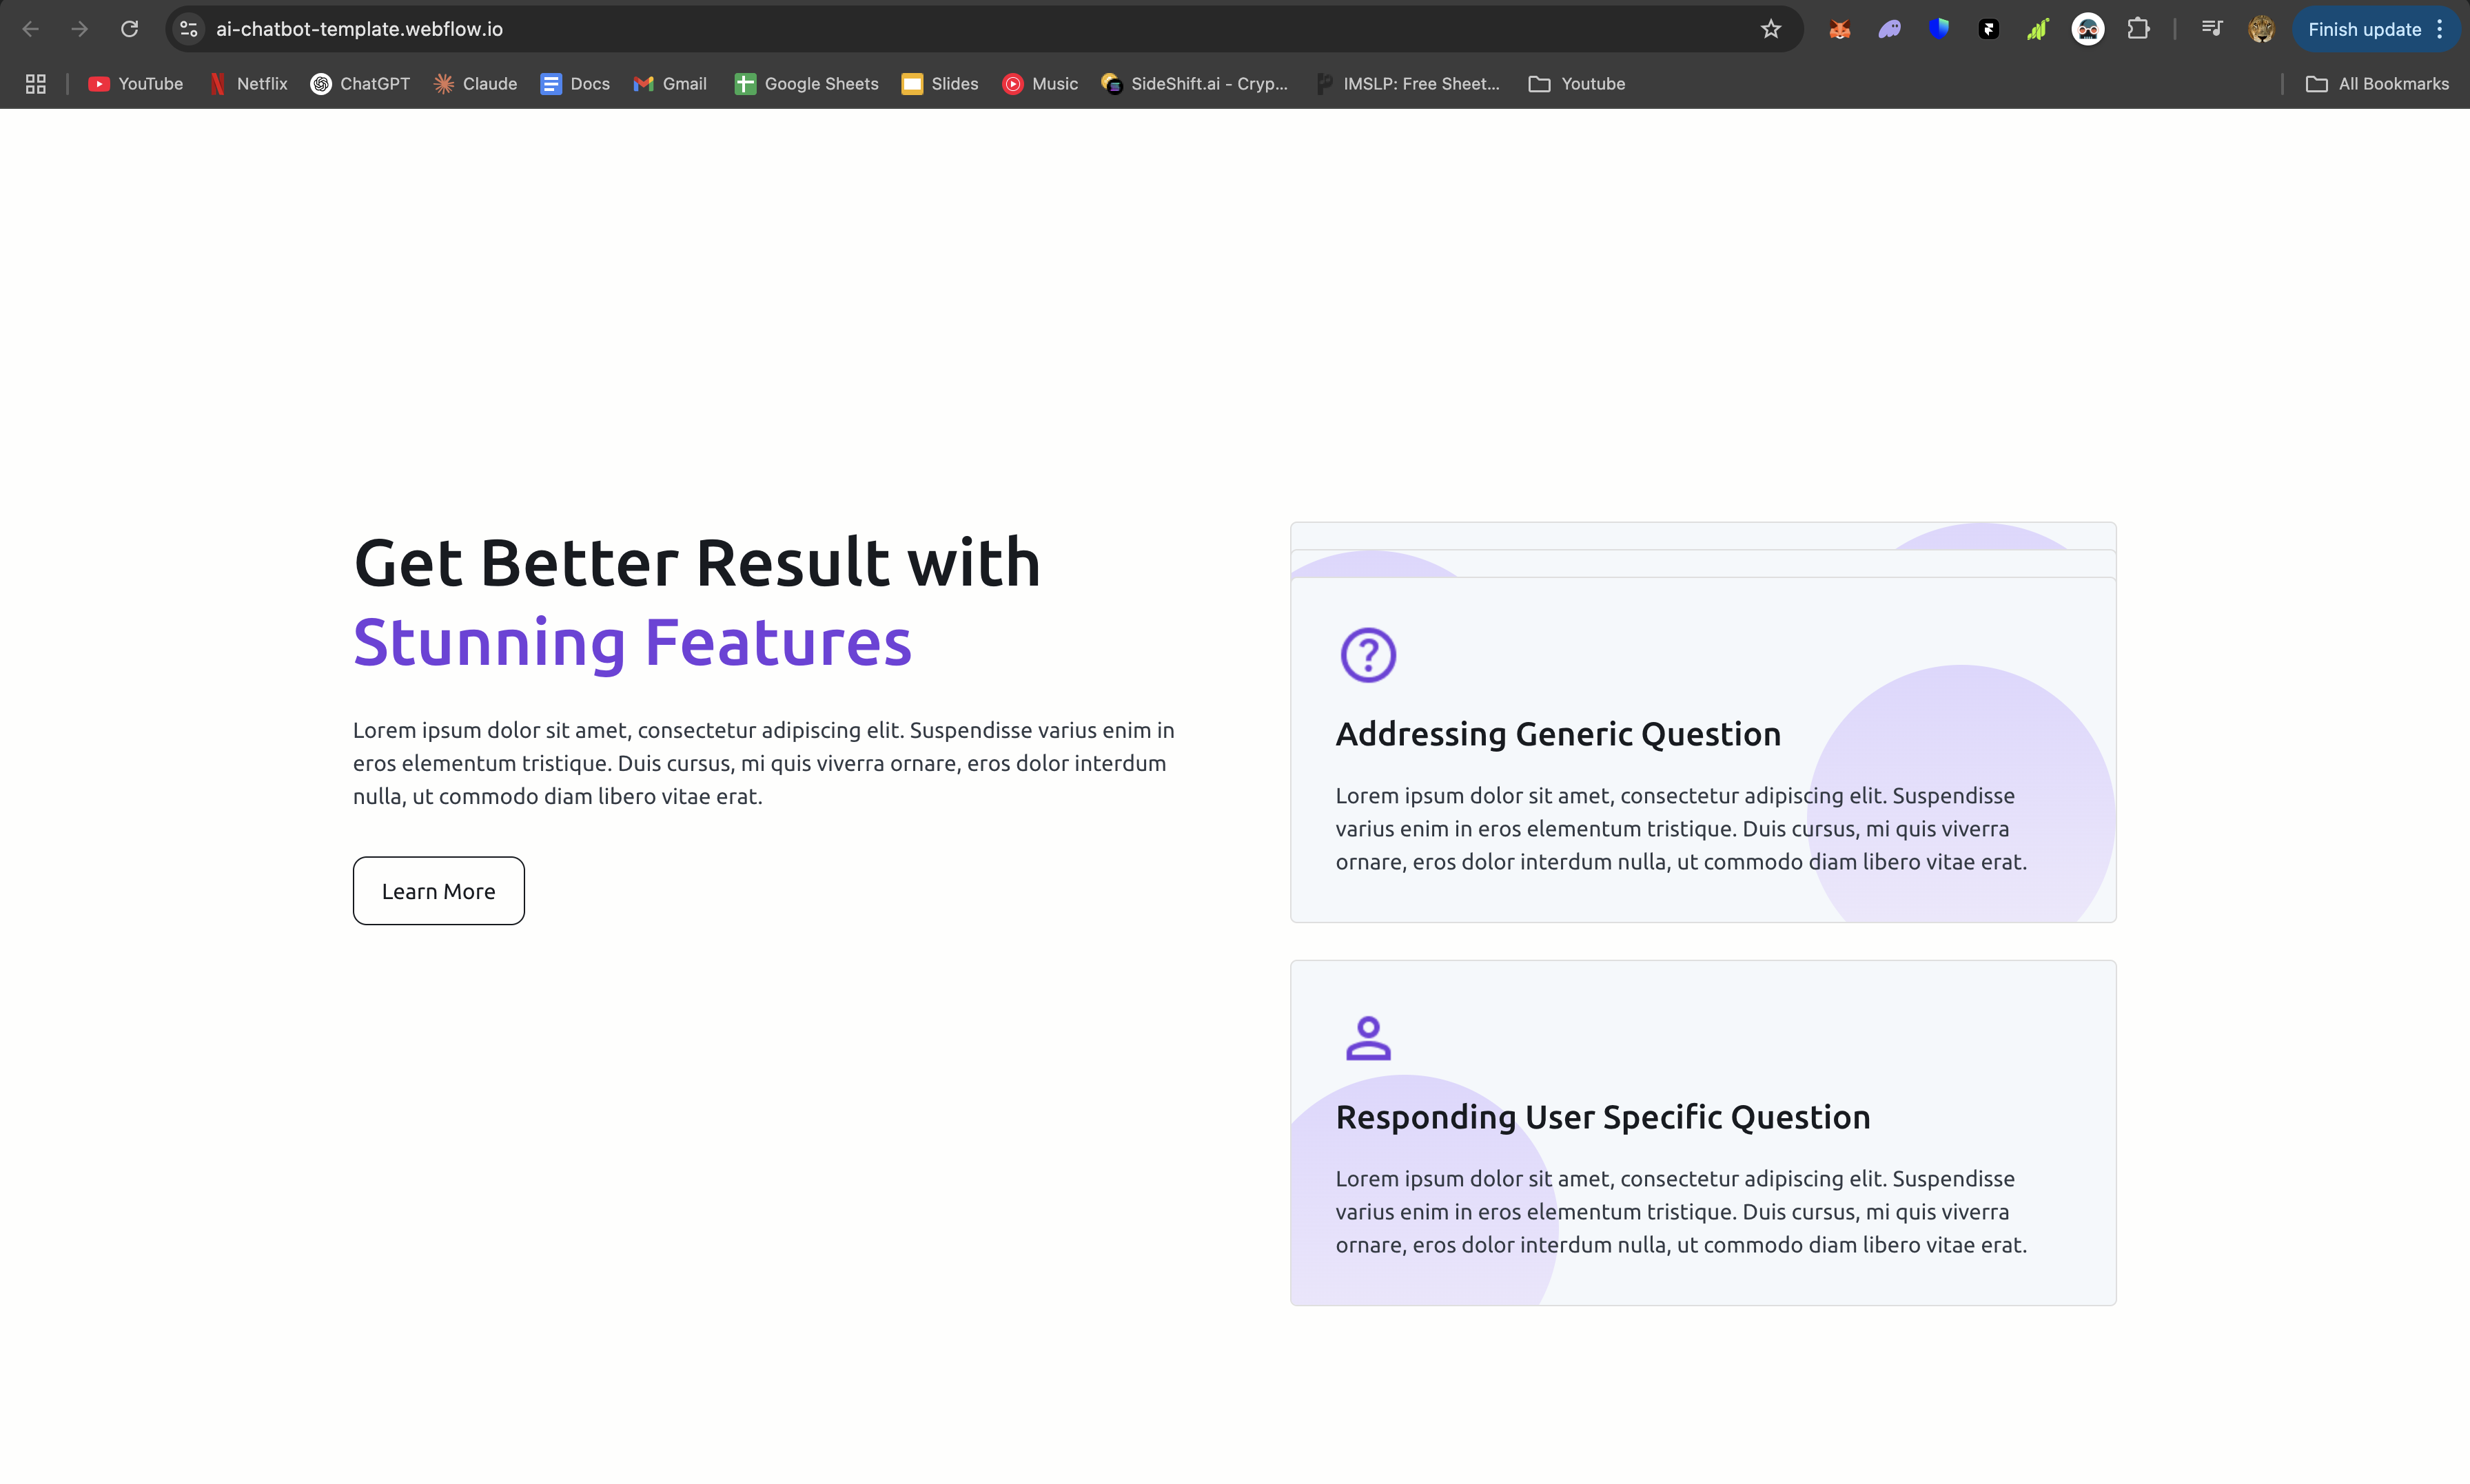 ai-chatbot-template.webflow.io
Finish update
YouTube
Netflix
ChatGPT
Claude
Docs
Gmail
Google Sheets
Slides
Music
SideShift.ai - Cryp...
IMSLP: Free Sheet...
Youtube
All Bookmarks
Get Better Result with
Stunning Features
Lorem ipsum dolor sit amet, consectetur adipiscing elit. Suspendisse varius enim in
eros elementum tristique. Duis cursus, mi quis viverra ornare, eros dolor interdum
nulla, ut commodo diam libero vitae erat.
Learn More
Addressing Generic Question
Lorem ipsum dolor sit amet, consectetur adipiscing elit. Suspendisse
varius enim in eros elementum tristique. Duis cursus, mi quis viverra
ornare, eros dolor interdum nulla, ut commodo diam libero vitae erat.
Responding User Specific Question
Lorem ipsum dolor sit amet, consectetur adipiscing elit. Suspendisse
varius enim in eros elementum tristique. Duis cursus, mi quis viverra
ornare, eros dolor interdum nulla, ut commodo diam libero vitae erat.